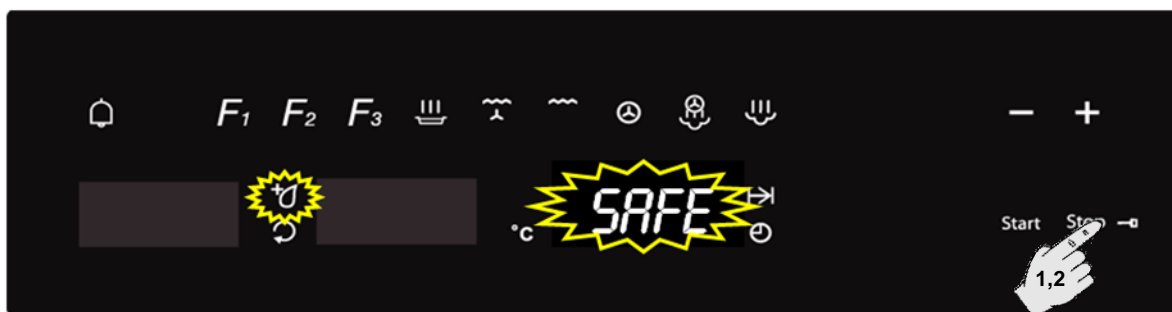 F1 F2 F3 − +
°C SAFE
Start Stop
1,2